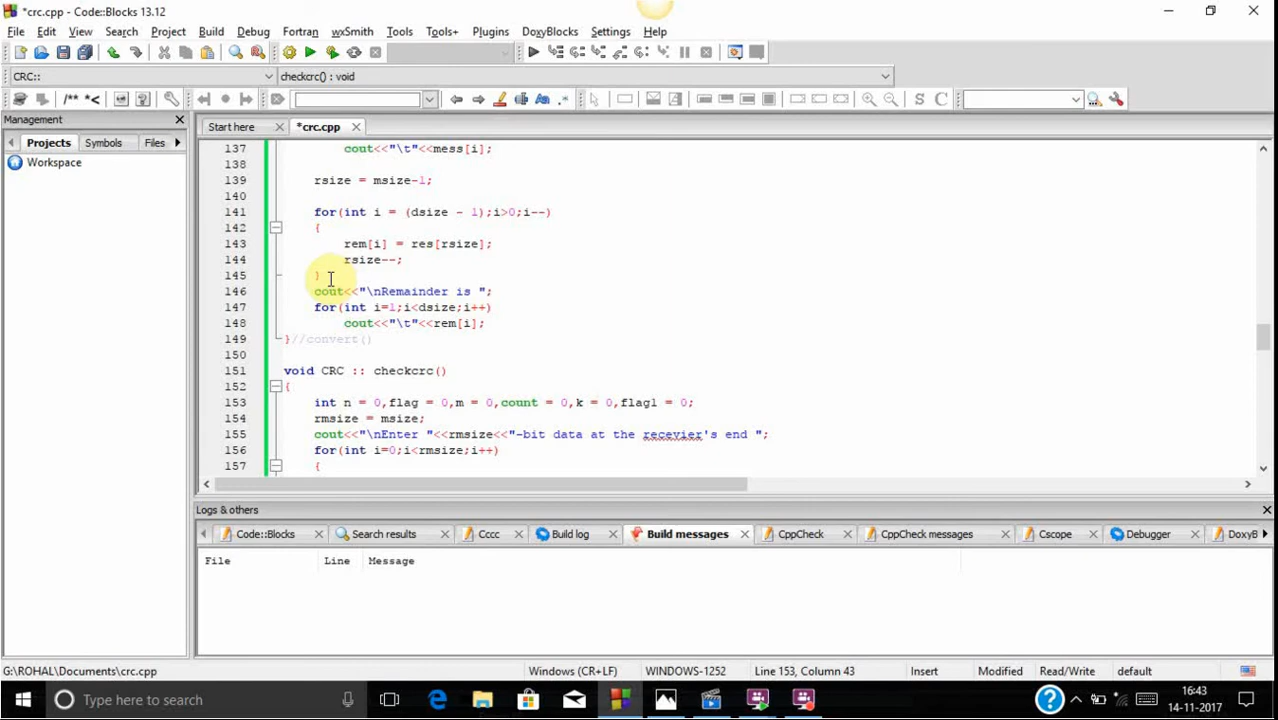 *crc.cpp - Code::Blocks 13.12
File Edit View Search Project Build Debug Fortran wxSmith Tools Tools+ Plugins DoxyBlocks Settings Help
CRC:: checkcrc() : void
/** *< S C
Management
Start here *crc.cpp
Projects Symbols Files
Workspace
137 cout<<"\t"<<mess[i];
138
139 rsize = msize-1;
140
141 for(int i = (dsize - 1);i>0;i--)
142 {
143 rem[i] = res[rsize];
144 rsize--;
145 }
146 cout<<"\nRemainder is ";
147 for(int i=1;i<dsize;i++)
148 cout<<"\t"<<rem[i];
149 }//convert()
150
151 void CRC :: checkcrc()
152 {
153 int n = 0,flag = 0,m = 0,count = 0,k = 0,flag1 = 0;
154 rmsize = msize;
155 cout<<"\nEnter "<<rmsize<<"-bit data at the recevier's end ";
156 for(int i=0;i<rmsize;i++)
157 {
Logs & others
Code::Blocks Search results Cccc Build log Build messages CppCheck CppCheck messages Cscope Debugger DoxyB
File Line Message
G:\ROHAL\Documents\crc.cpp Windows (CR+LF) WINDOWS-1252 Line 153, Column 43 Insert Modified Read/Write default
Type here to search
16:43
14-11-2017